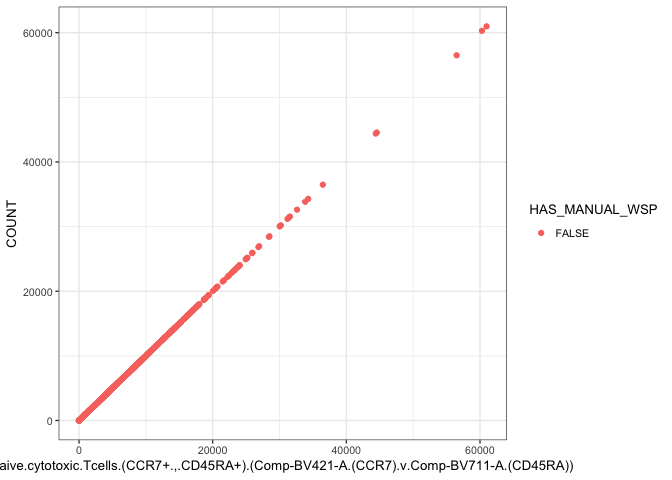 60000
40000
20000
0
COUNT
0 20000 40000 60000
aive.cytotoxic.Tcells.(CCR7+.,.CD45RA+).(Comp-BV421-A.(CCR7).v.Comp-BV711-A.(CD45RA))
HAS_MANUAL_WSP
FALSE